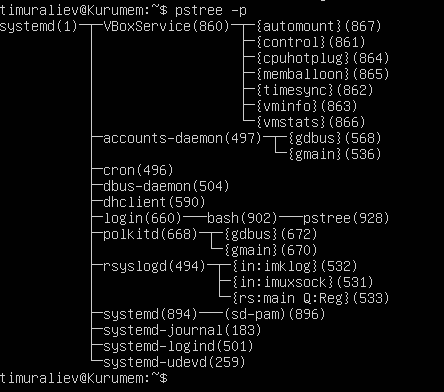 timuraliev@Kurumem:~$ pstree -p
systemd(1)─┬─VBoxService(860)─┬─{automount}(867)
           │                  ├─{control}(861)
           │                  ├─{cpuhotplug}(864)
           │                  ├─{memballoon}(865)
           │                  ├─{timesync}(862)
           │                  ├─{vminfo}(863)
           │                  └─{vmstats}(866)
           ├─accounts-daemon(497)─┬─{gdbus}(568)
           │                      └─{gmain}(536)
           ├─cron(496)
           ├─dbus-daemon(504)
           ├─dhclient(590)
           ├─login(660)───bash(902)───pstree(928)
           ├─polkitd(668)─┬─{gdbus}(672)
           │              └─{gmain}(670)
           ├─rsyslogd(494)─┬─{in:imklog}(532)
           │               ├─{in:imuxsock}(531)
           │               └─{rs:main Q:Reg}(533)
           ├─systemd(894)───(sd-pam)(896)
           ├─systemd-journal(183)
           ├─systemd-logind(501)
           └─systemd-udevd(259)
timuraliev@Kurumem:~$